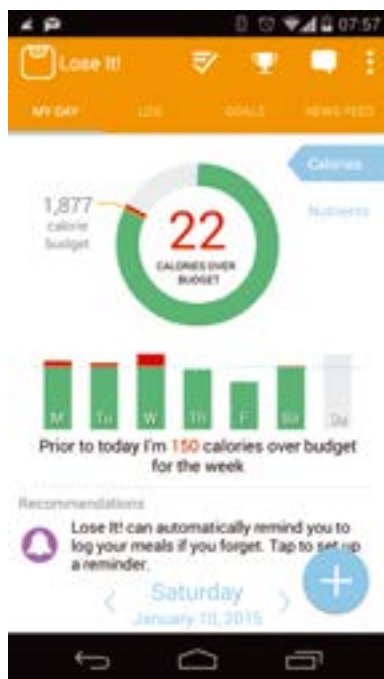 07:57
Lose It!
MY DAY LOG GOALS NEWS FEED
Calories
Nutrients
1,877
calorie
budget
22
CALORIES OVER
BUDGET
M Tu W Th F Sa Su
Prior to today I'm 150 calories over budget
for the week
Recommendations
Lose It! can automatically remind you to
log your meals if you forget. Tap to set up
a reminder.
Saturday
January 10, 2015